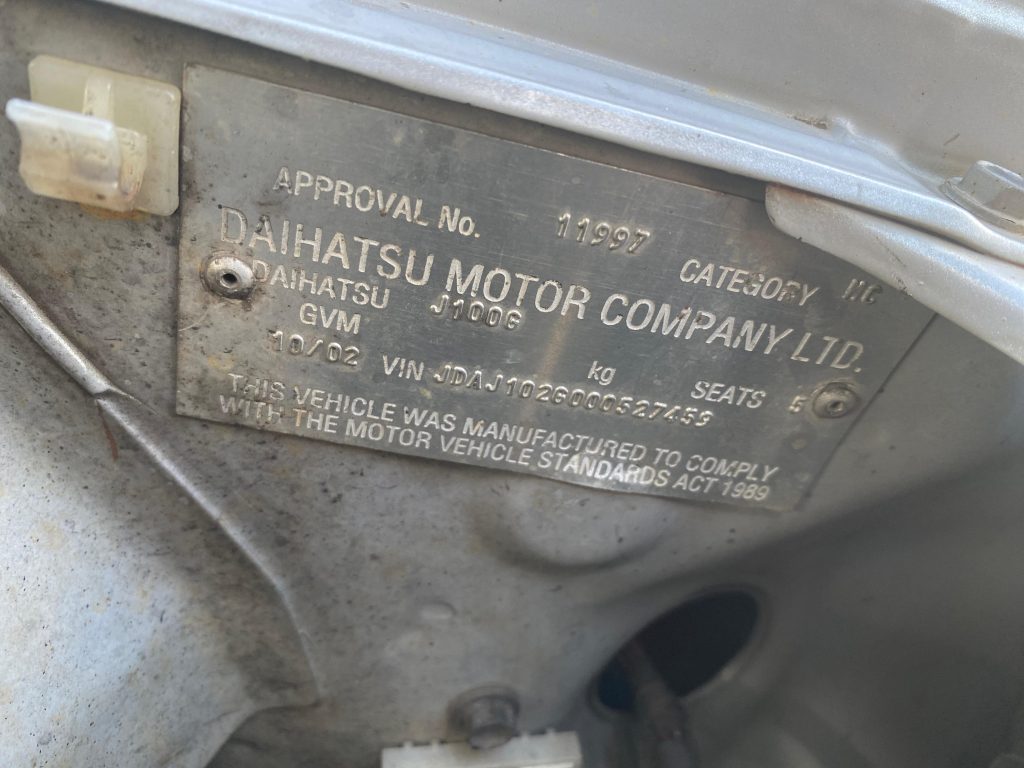 APPROVAL No. 11997 CATEGORY MC
DAIHATSU MOTOR COMPANY LTD.
DAIHATSU J100G
GVM kg SEATS 5
10/02 VIN JDAJ102G000527459
THIS VEHICLE WAS MANUFACTURED TO COMPLY
WITH THE MOTOR VEHICLE STANDARDS ACT 1989